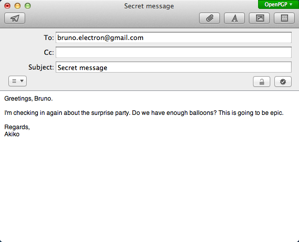 Secret message
OpenPGP
To: bruno.electron@gmail.com
Cc:
Subject: Secret message
Greetings, Bruno.
I'm checking in again about the surprise party. Do we have enough balloons? This is going to be epic.
Regards,
Akiko